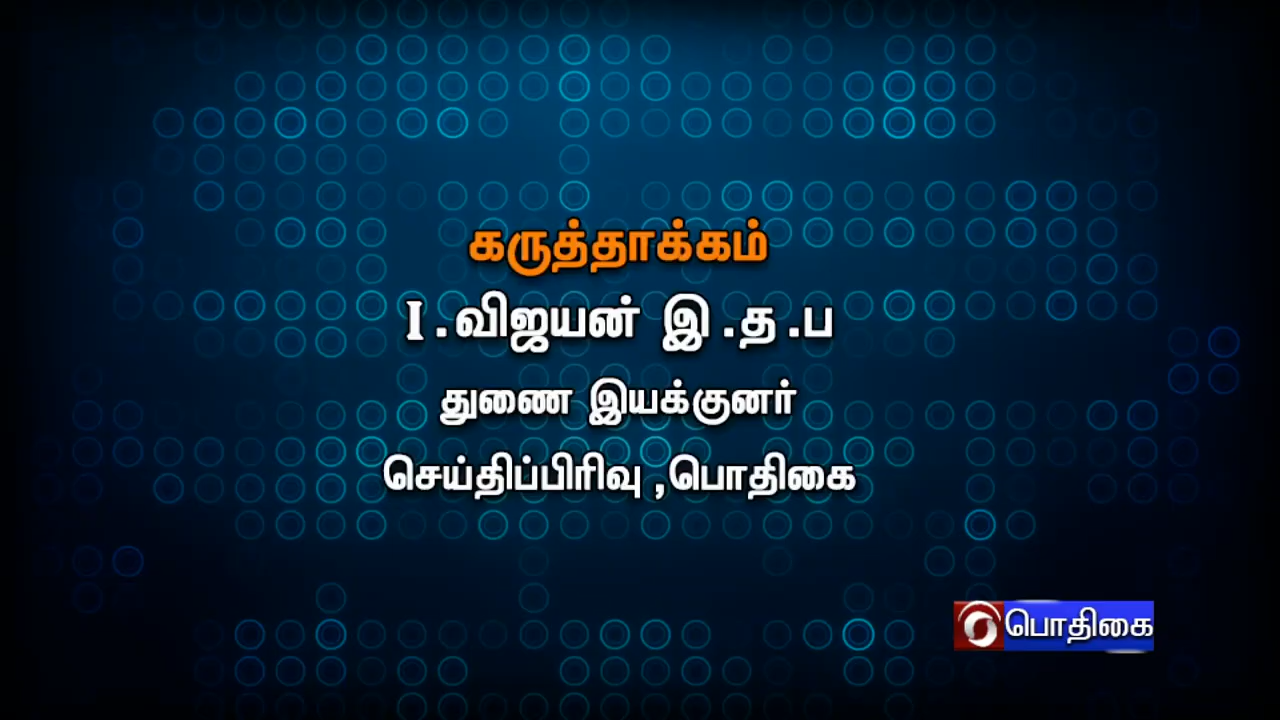 கருத்தாக்கம்
I .விஜயன் இ .த .ப
துணை இயக்குனர்
செய்திப்பிரிவு ,பொதிகை
பொதிகை